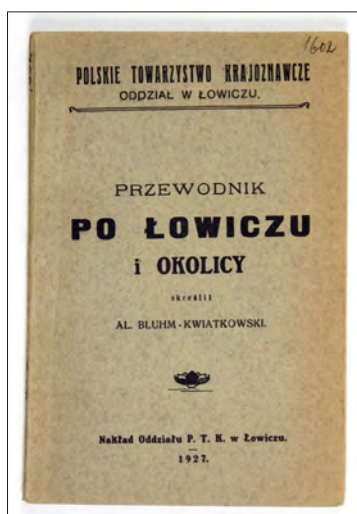 1602
POLSKIE TOWARZYSTWO KRAJOZNAWCZE
ODDZIAŁ W ŁOWICZU.
PRZEWODNIK
PO ŁOWICZU
i OKOLICY
skreślił
AL. BLUHM-KWIATKOWSKI.
Nakład Oddziału P. T. K. w Łowiczu.
1927.